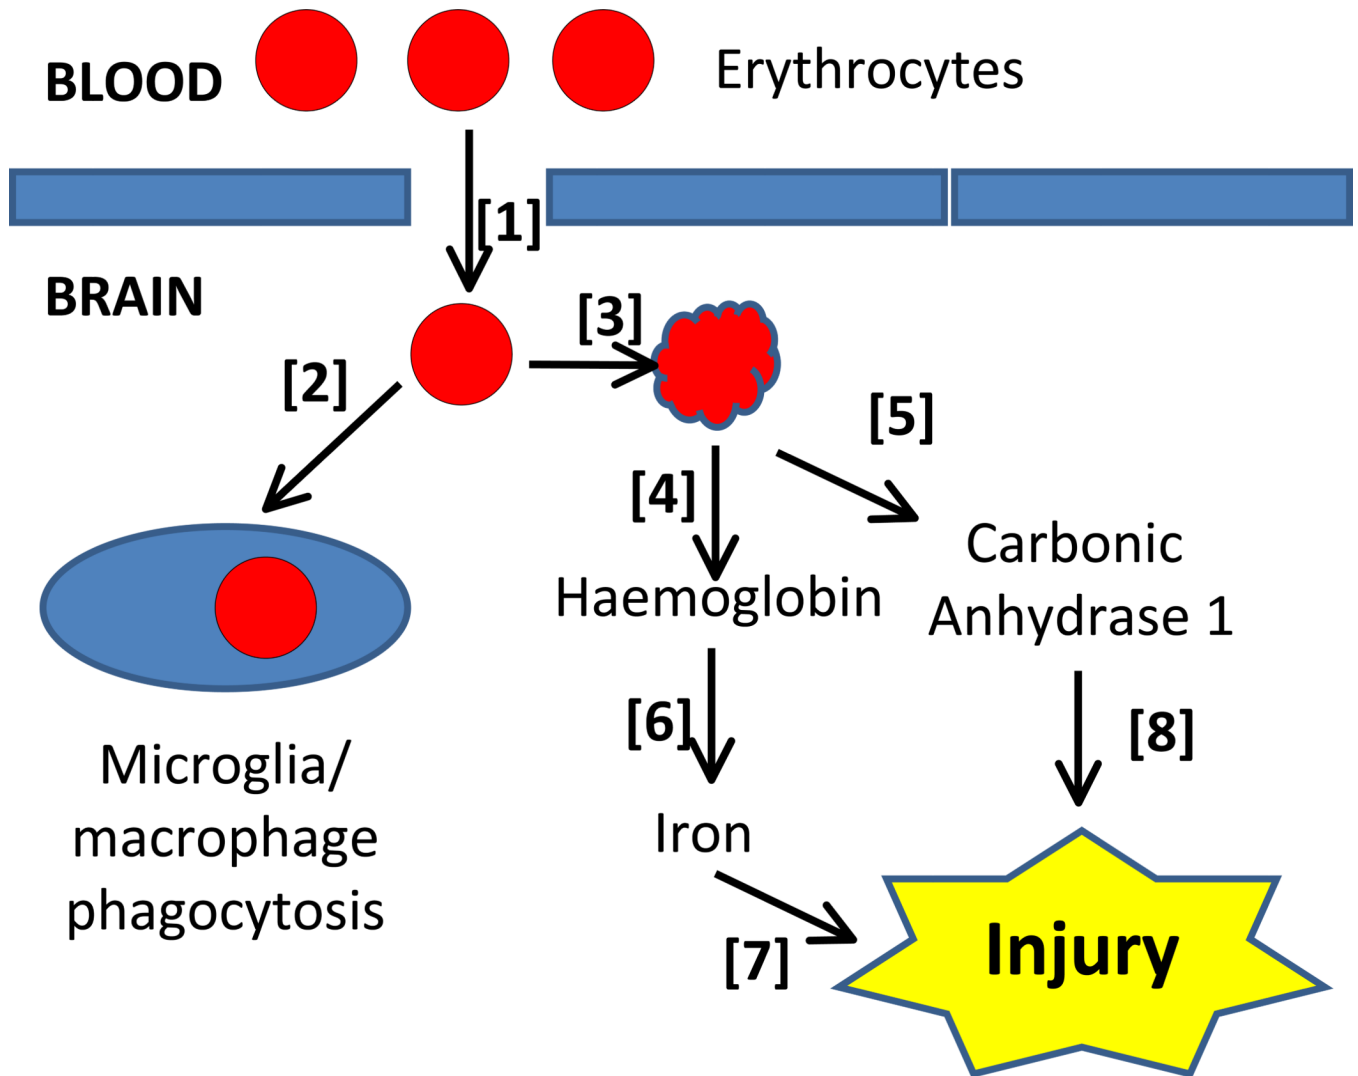 BLOOD
Erythrocytes
[1]
BRAIN
[3]
[2]
[5]
[4]
Carbonic
Anhydrase 1
Haemoglobin
[6]
[8]
Microglia/
macrophage
phagocytosis
Iron
[7]
Injury